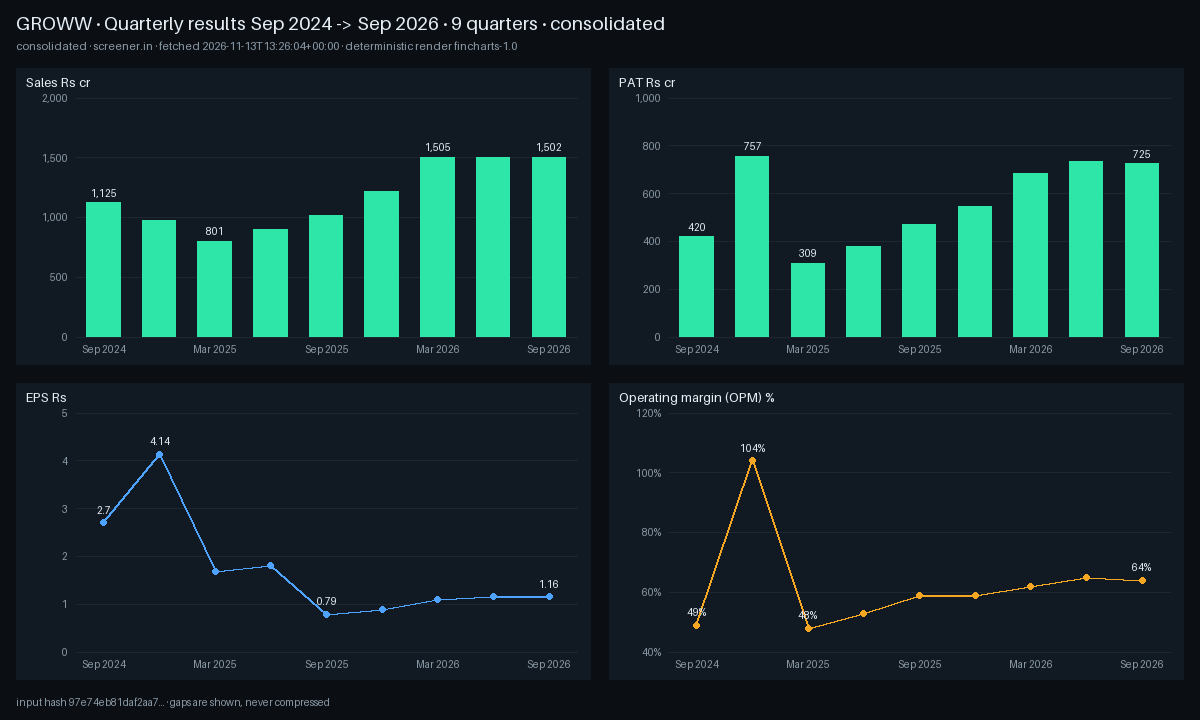 GROWW · Quarterly results Sep 2024 -> Sep 2026 · 9 quarters · consolidated
consolidated · screener.in · fetched 2026-11-13T13:26:04+00:00 · deterministic render fincharts-1.0
Sales Rs cr
2,000
1,500
1,000
500
0
1,125
801
1,505
1,502
Sep 2024
Mar 2025
Sep 2025
Mar 2026
Sep 2026
PAT Rs cr
1,000
800
600
400
200
0
420
757
309
725
Sep 2024
Mar 2025
Sep 2025
Mar 2026
Sep 2026
EPS Rs
5
4
3
2
1
0
2.7
4.14
0.79
1.16
Sep 2024
Mar 2025
Sep 2025
Mar 2026
Sep 2026
Operating margin (OPM) %
120%
100%
80%
60%
40%
49%
104%
48%
64%
Sep 2024
Mar 2025
Sep 2025
Mar 2026
Sep 2026
input hash 97e74eb81daf2aa7… · gaps are shown, never compressed